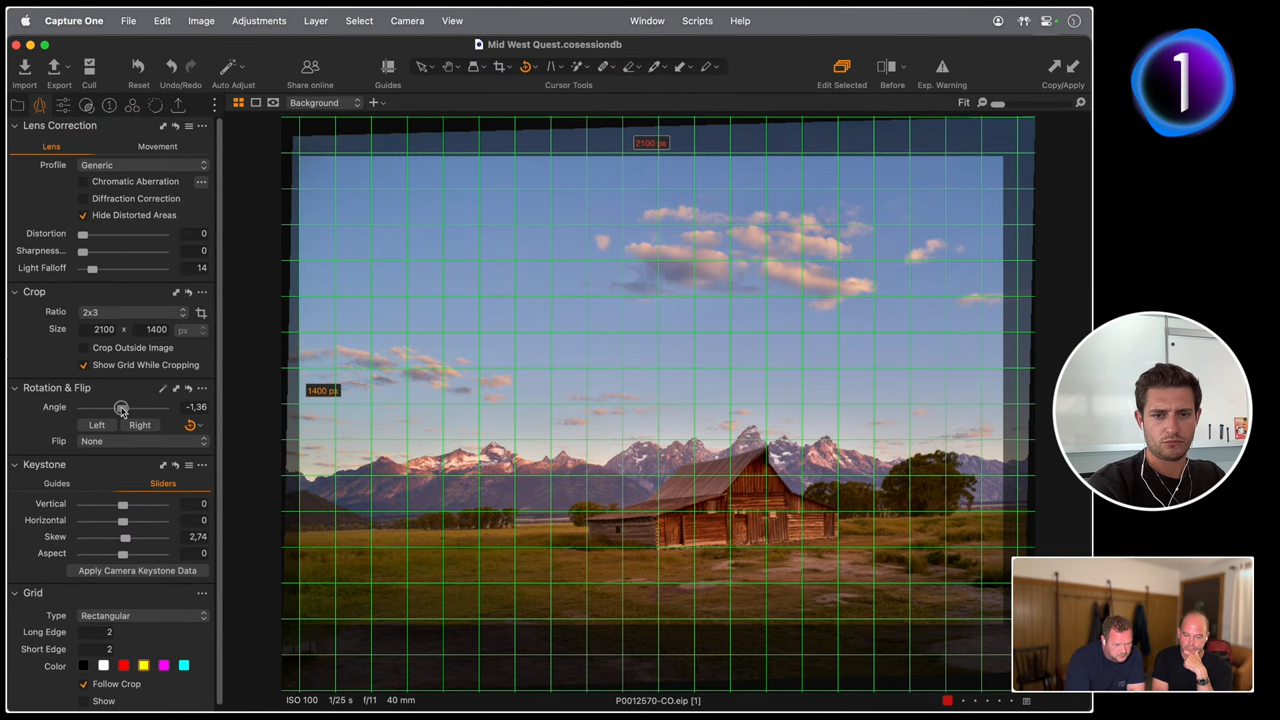 Capture One File Edit Image Adjustments Layer Select Camera View Window Scripts Help
Mid West Quest.cosessiondb
Import Export Cull Reset Undo/Redo Auto Adjust Share online Guides Cursor Tools Edit Selected Before Exp. Warning Copy/Apply
Background
Fit
Lens Correction
Lens Movement
Profile Generic
Chromatic Aberration
Diffraction Correction
Hide Distorted Areas
Distortion 0
Sharpness... 0
Light Falloff 14
Crop
Ratio 2x3
Size 2100 x 1400 px
Crop Outside Image
Show Grid While Cropping
Rotation & Flip
Angle -1,36
Left Right
Flip None
Keystone
Guides Sliders
Vertical 0
Horizontal 0
Skew 2,74
Aspect 0
Apply Camera Keystone Data
Grid
Type Rectangular
Long Edge 2
Short Edge 2
Color
Follow Crop
Show
2100 px
1400 px
ISO 100 1/25 s f/11 40 mm
P0012570-CO.eip [1]
1